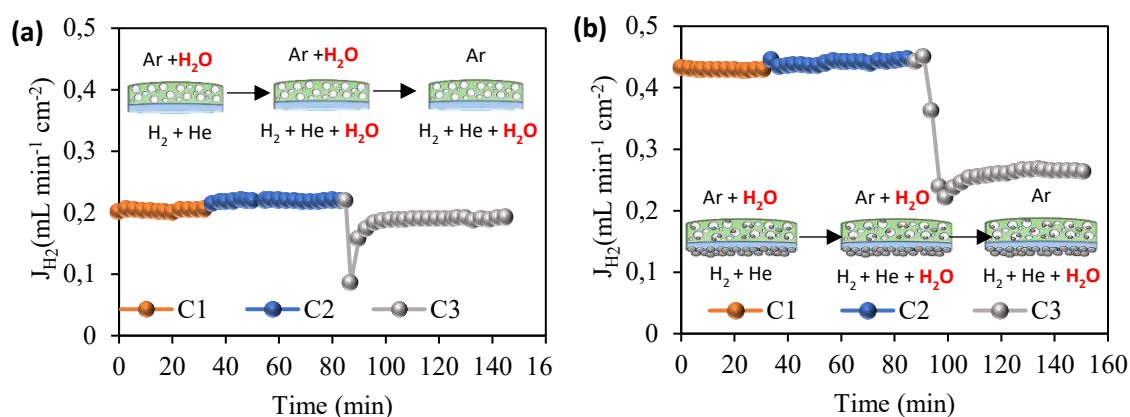 (a)
0,5
0,4
0,3
0,2
0,1
0
J_H2 (mL min⁻¹ cm⁻²)
Ar +H₂O
Ar +H₂O
Ar
H₂ + He
H₂ + He + H₂O
H₂ + He + H₂O
C1
C2
C3
0 20 40 60 80 100 120 140 16
Time (min)
(b)
0,5
0,4
0,3
0,2
0,1
0
J_H2 (mL min⁻¹ cm⁻²)
Ar + H₂O
Ar + H₂O
Ar
H₂ + He
H₂ + He + H₂O
H₂ + He + H₂O
C1
C2
C3
0 20 40 60 80 100 120 140 160
Time (min)